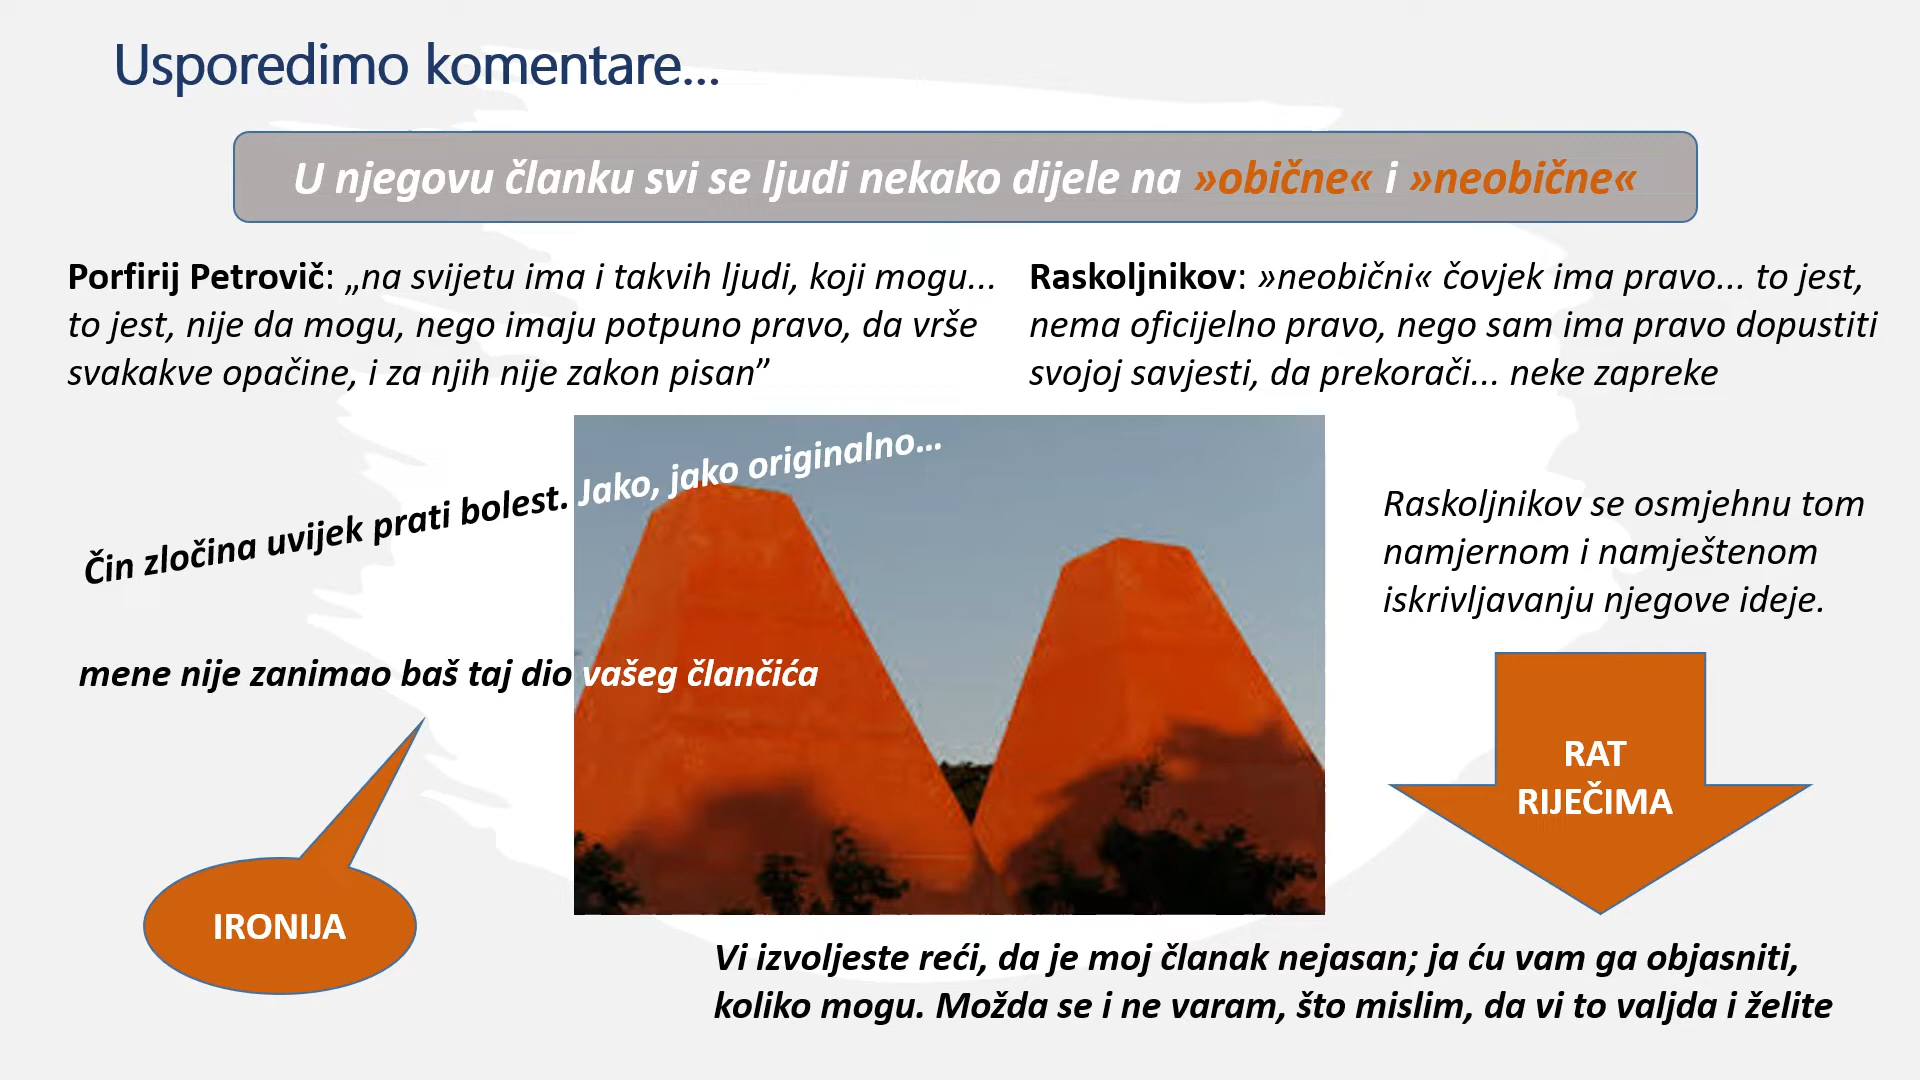 Usporedimo komentare...
U njegovu članku svi se ljudi nekako dijele na »obične« i »neobične«
Porfirij Petrovič: „na svijetu ima i takvih ljudi, koji mogu...
to jest, nije da mogu, nego imaju potpuno pravo, da vrše
svakakve opačine, i za njih nije zakon pisan”
Raskoljnikov: »neobični« čovjek ima pravo... to jest,
nema oficijelno pravo, nego sam ima pravo dopustiti
svojoj savjesti, da prekorači... neke zapreke
Čin zločina uvijek prati bolest. Jako, jako originalno...
Raskoljnikov se osmjehnu tom
namjernom i namještenom
iskrivljavanju njegove ideje.
mene nije zanimao baš taj dio vašeg člančića
RAT
RIJEČIMA
IRONIJA
Vi izvoljeste reći, da je moj članak nejasan; ja ću vam ga objasniti,
koliko mogu. Možda se i ne varam, što mislim, da vi to valjda i želite